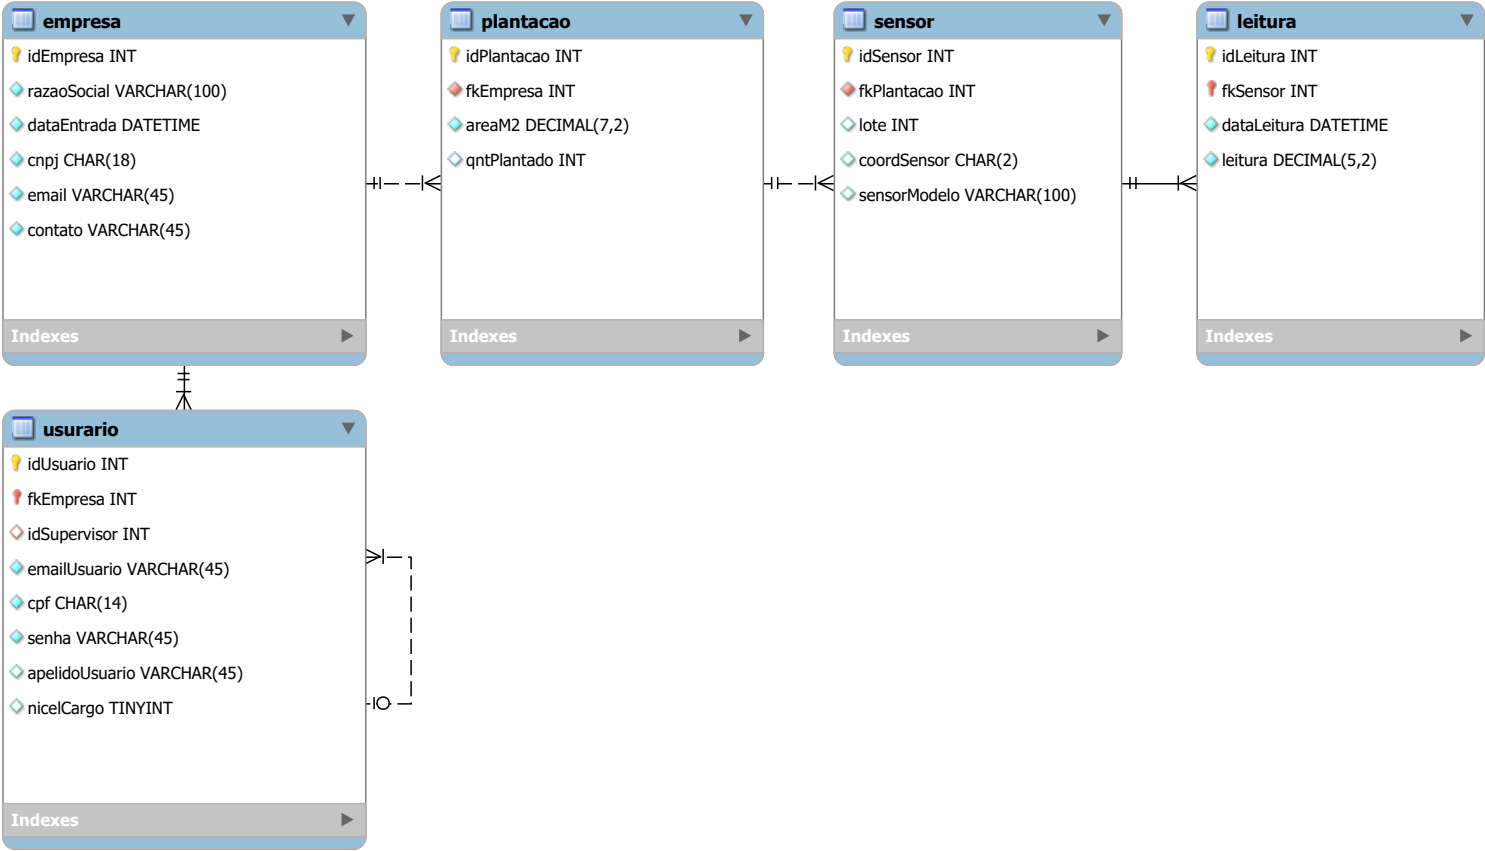 empresa
idEmpresa INT
razaoSocial VARCHAR(100)
dataEntrada DATETIME
cnpj CHAR(18)
email VARCHAR(45)
contato VARCHAR(45)
Indexes
plantacao
idPlantacao INT
fkEmpresa INT
areaM2 DECIMAL(7,2)
qntPlantado INT
Indexes
sensor
idSensor INT
fkPlantacao INT
lote INT
coordSensor CHAR(2)
sensorModelo VARCHAR(100)
Indexes
leitura
idLeitura INT
fkSensor INT
dataLeitura DATETIME
leitura DECIMAL(5,2)
Indexes
usurario
idUsuario INT
fkEmpresa INT
idSupervisor INT
emailUsuario VARCHAR(45)
cpf CHAR(14)
senha VARCHAR(45)
apelidoUsuario VARCHAR(45)
nicelCargo TINYINT
Indexes